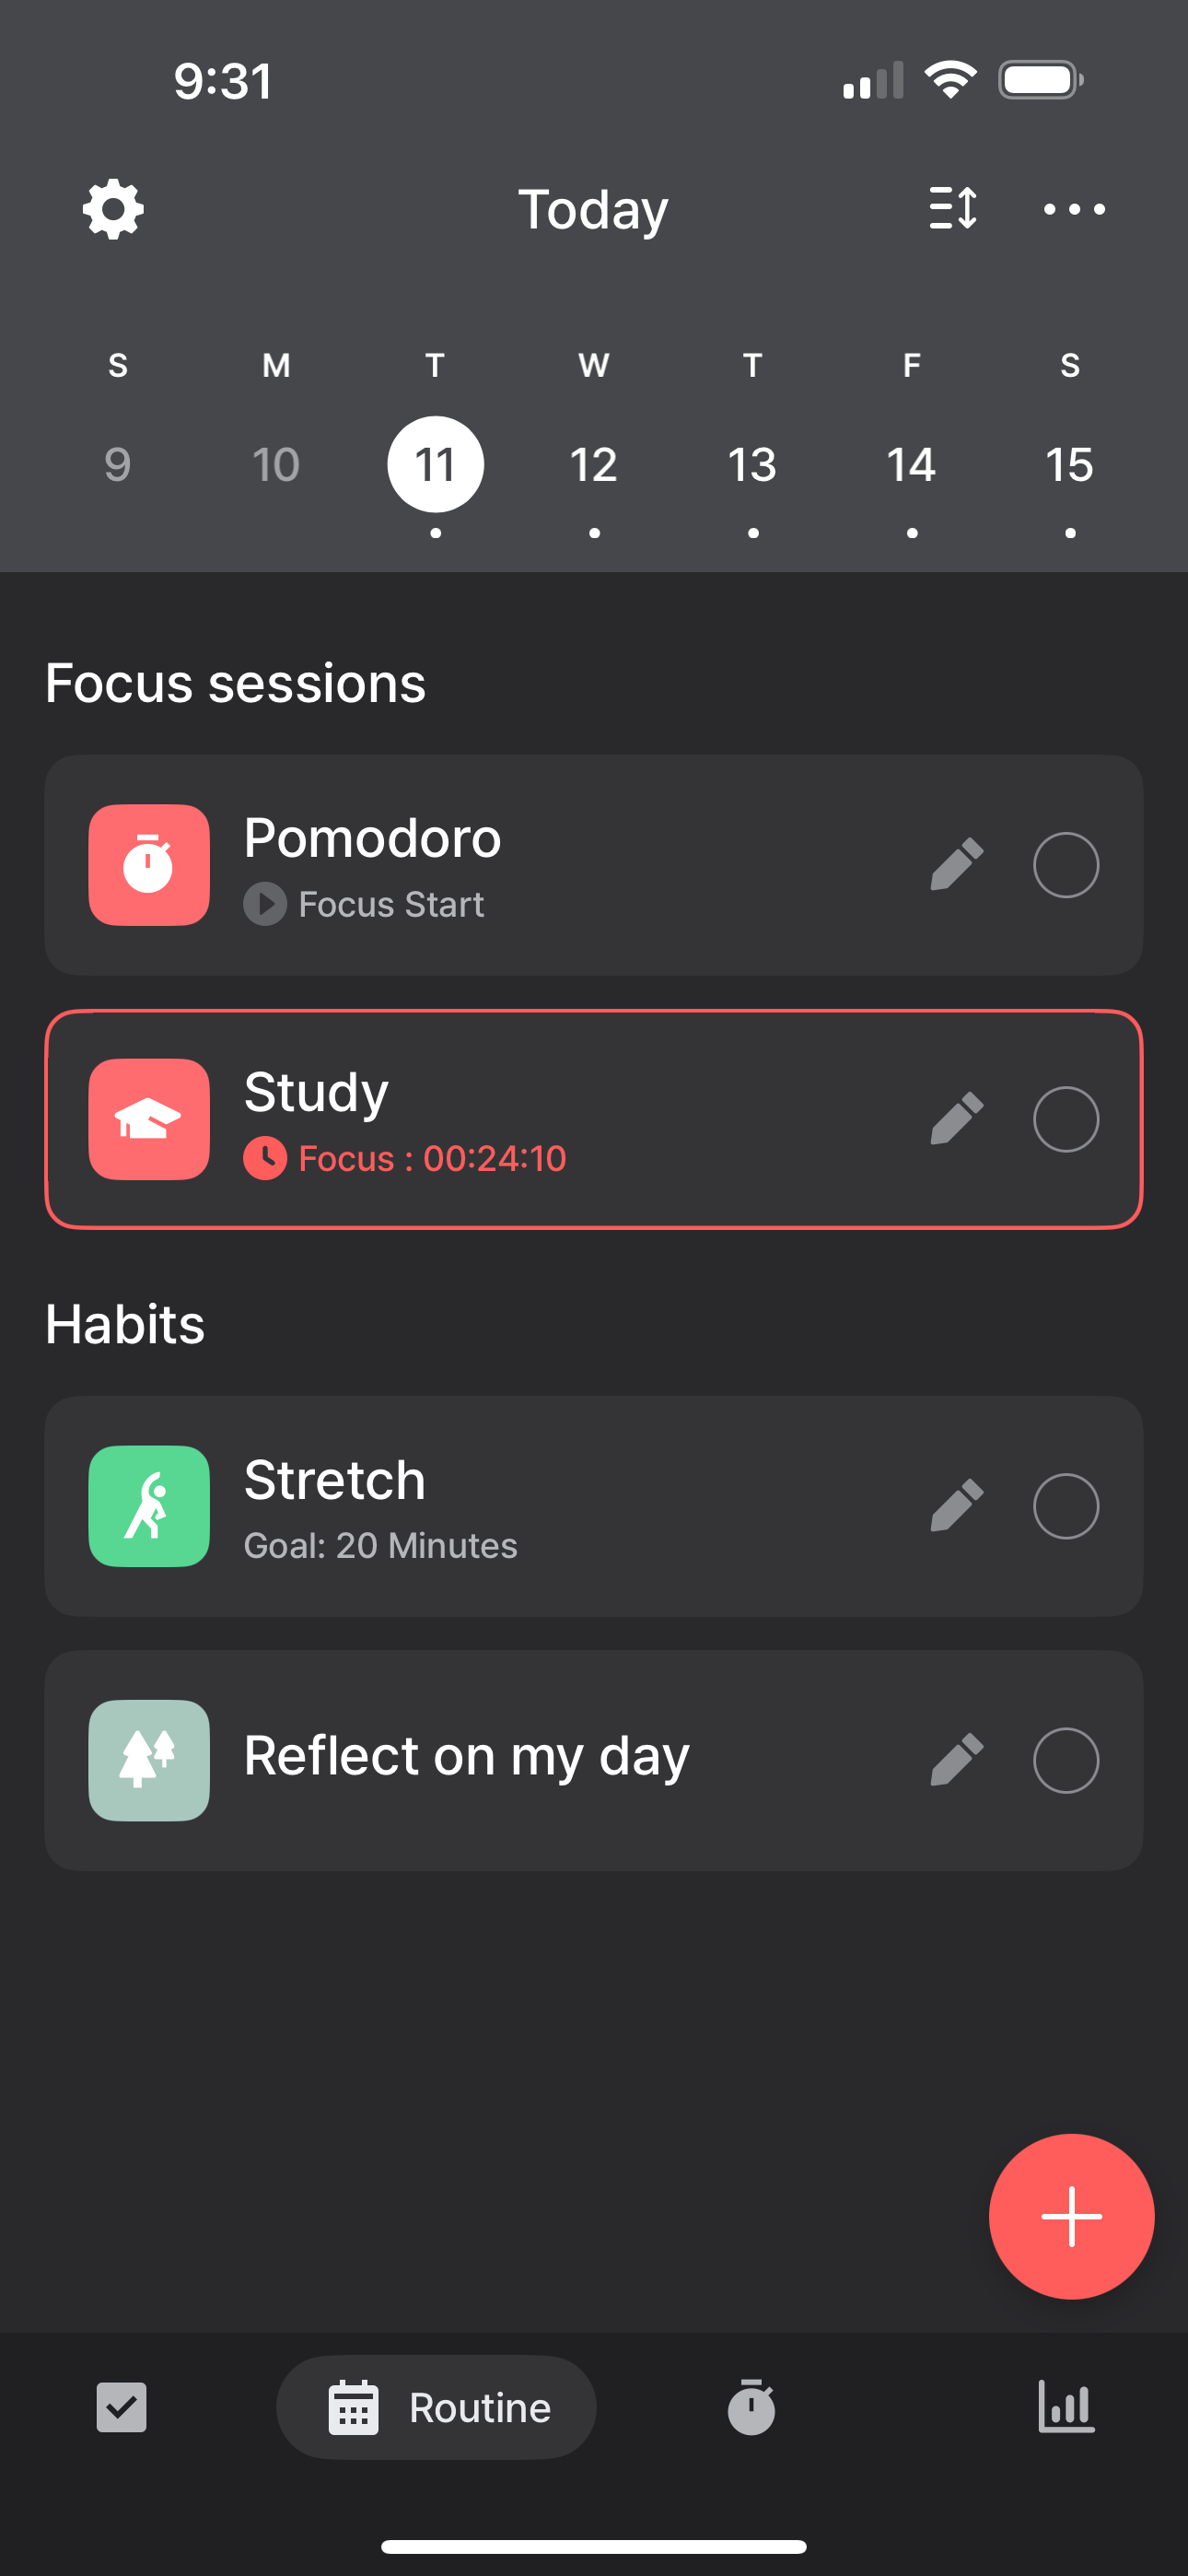 9:31
Today
S M T W T F S
9 10 11 12 13 14 15
Focus sessions
Pomodoro
Focus Start
Study
Focus : 00:24:10
Habits
Stretch
Goal: 20 Minutes
Reflect on my day
Routine